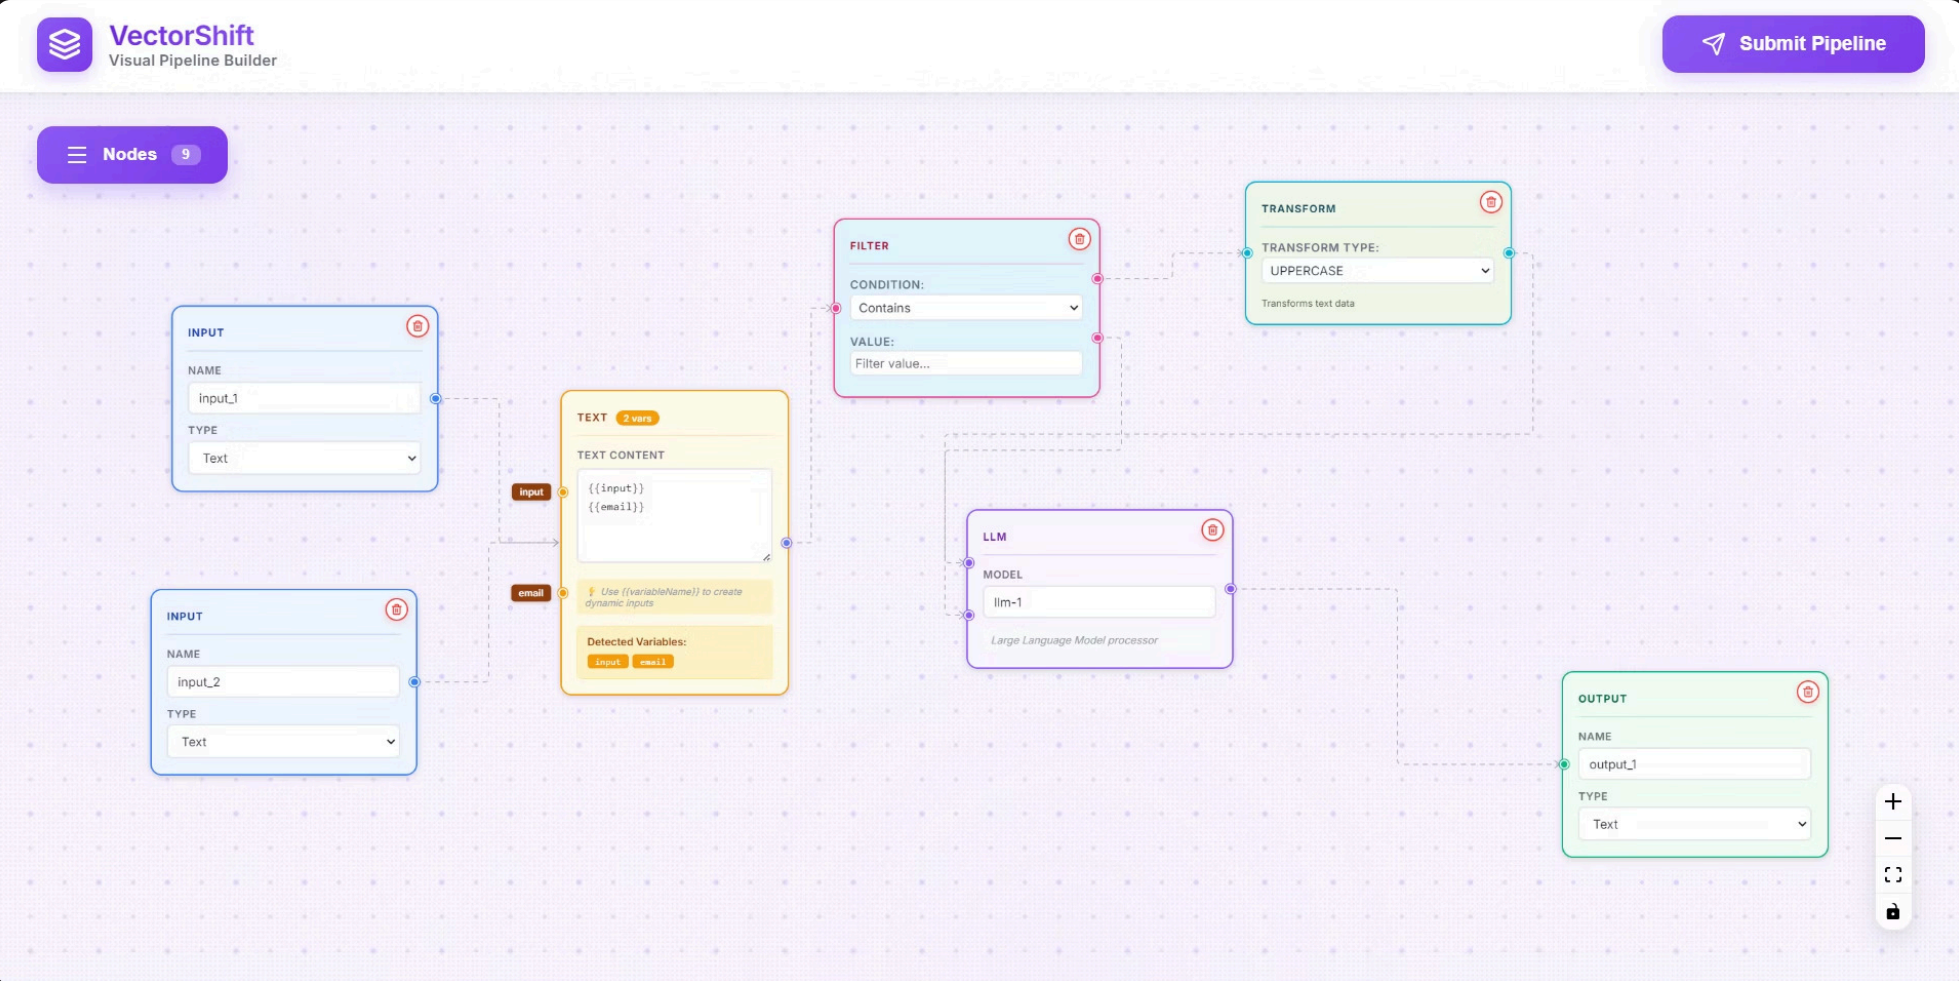 VectorShift
Visual Pipeline Builder
Submit Pipeline
Nodes 9
INPUT
NAME
input_1
TYPE
Text
INPUT
NAME
input_2
TYPE
Text
input
email
TEXT 2 vars
TEXT CONTENT
{{input}}
{{email}}
Use {{variableName}} to create
dynamic inputs
Detected Variables:
input email
FILTER
CONDITION:
Contains
VALUE:
Filter value...
TRANSFORM
TRANSFORM TYPE:
UPPERCASE
Transforms text data
LLM
MODEL
llm-1
Large Language Model processor
OUTPUT
NAME
output_1
TYPE
Text